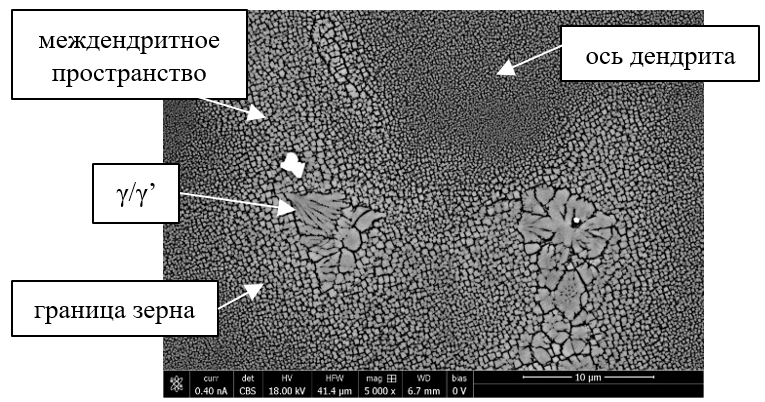 междендритное
пространство
ось дендрита
γ/γ’
граница зерна
curr det HV HFW mag WD bias
0.40 nA CBS 18.00 kV 41.4 µm 5 000 x 6.7 mm 0 V
10 µm